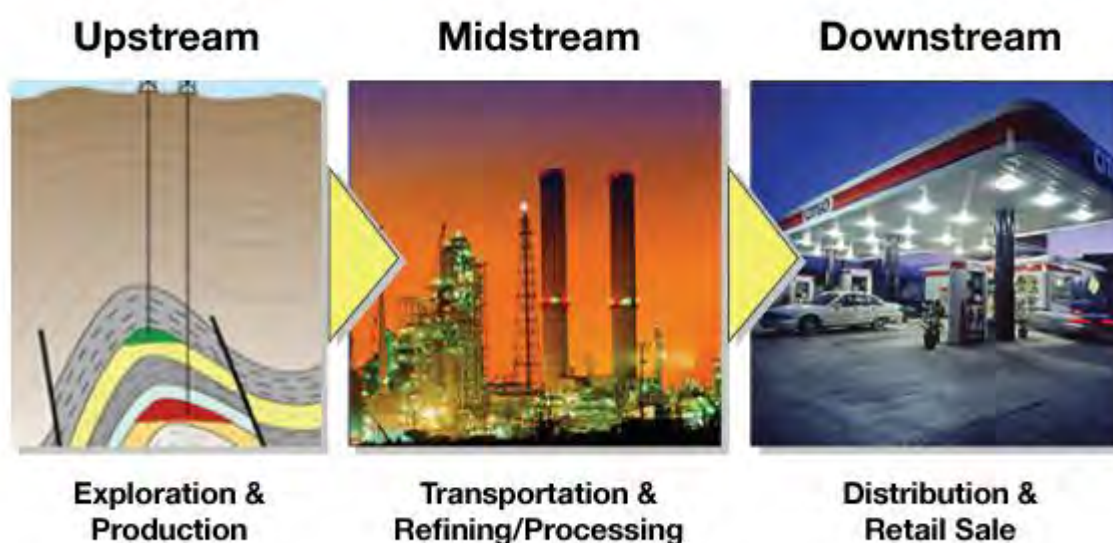 Upstream
Midstream
Downstream
Exploration &
Production
Transportation &
Refining/Processing
Distribution &
Retail Sale